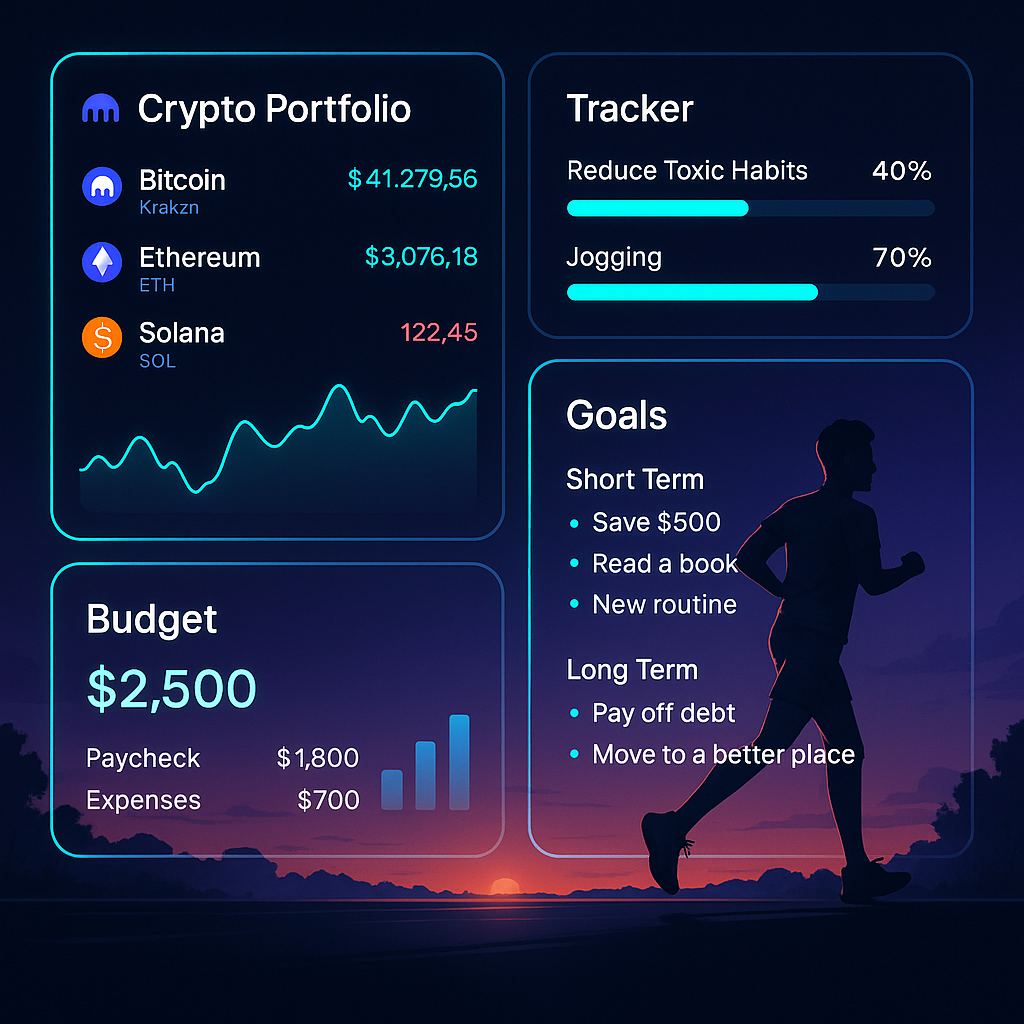 Crypto Portfolio
Bitcoin $41.279,56
Krakzn
Ethereum $3,076,18
ETH
Solana 122,45
SOL
Tracker
Reduce Toxic Habits 40%
Jogging 70%
Budget
$2,500
Paycheck $1,800
Expenses $700
Goals
Short Term
• Save $500
• Read a book
• New routine
Long Term
• Pay off debt
• Move to a better place